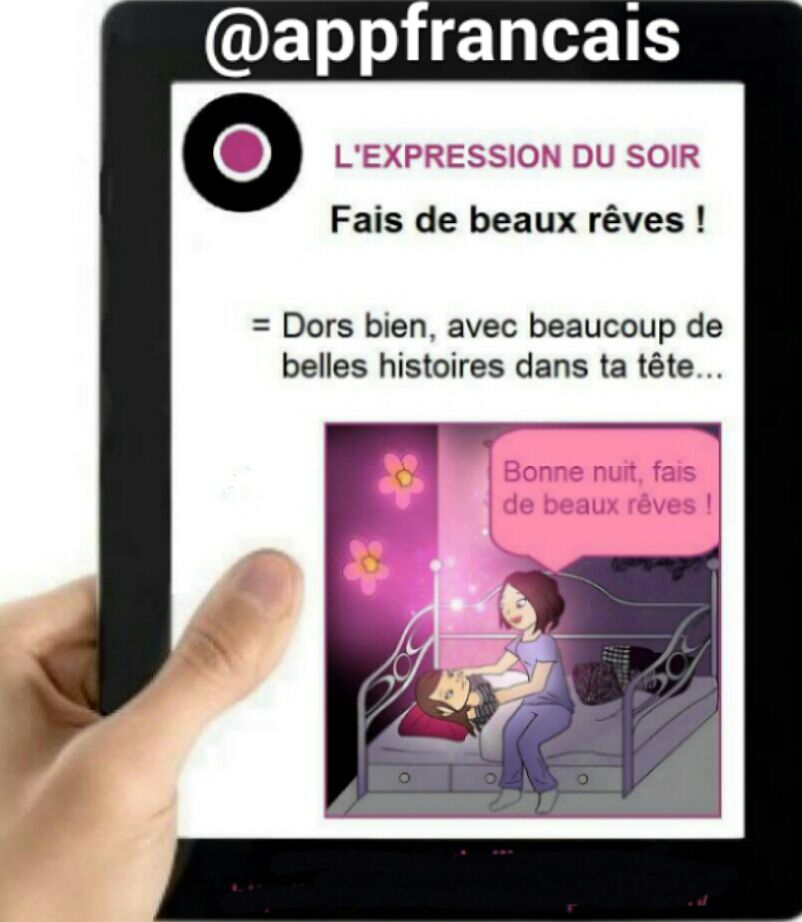 @appfrancais
L'EXPRESSION DU SOIR
Fais de beaux rêves !
= Dors bien, avec beaucoup de
belles histoires dans ta tête...
Bonne nuit, fais
de beaux rêves !